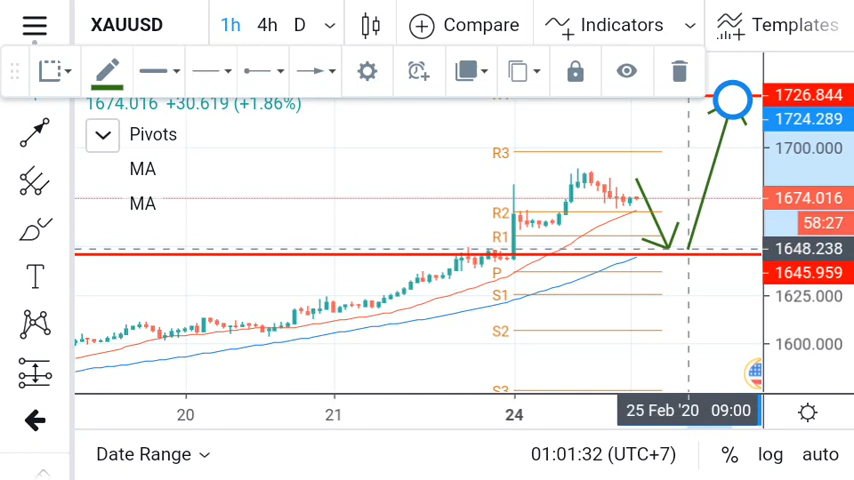 XAUUSD 1h 4h D Compare Indicators Templates
1674.016 +30.619 (+1.86%)
Pivots
MA
MA
R3
R2
R1
P
S1
S2
S3
1726.844
1724.289
1700.000
1674.016
58:27
1648.238
1645.959
1625.000
1600.000
20 21 24 25 Feb '20 09:00
Date Range 01:01:32 (UTC+7) % log auto